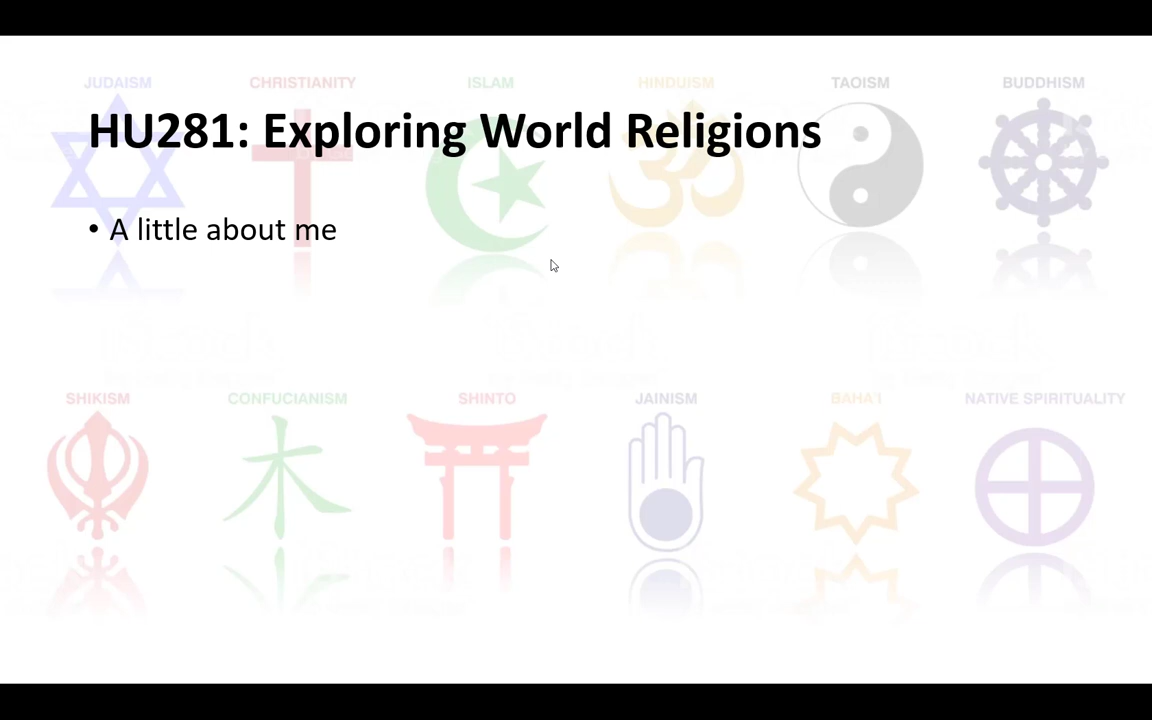 JUDAISM CHRISTIANITY ISLAM HINDUISM TAOISM BUDDHISM
HU281: Exploring World Religions
• A little about me
SHIKISM CONFUCIANISM SHINTO JAINISM BAHA'I NATIVE SPIRITUALITY